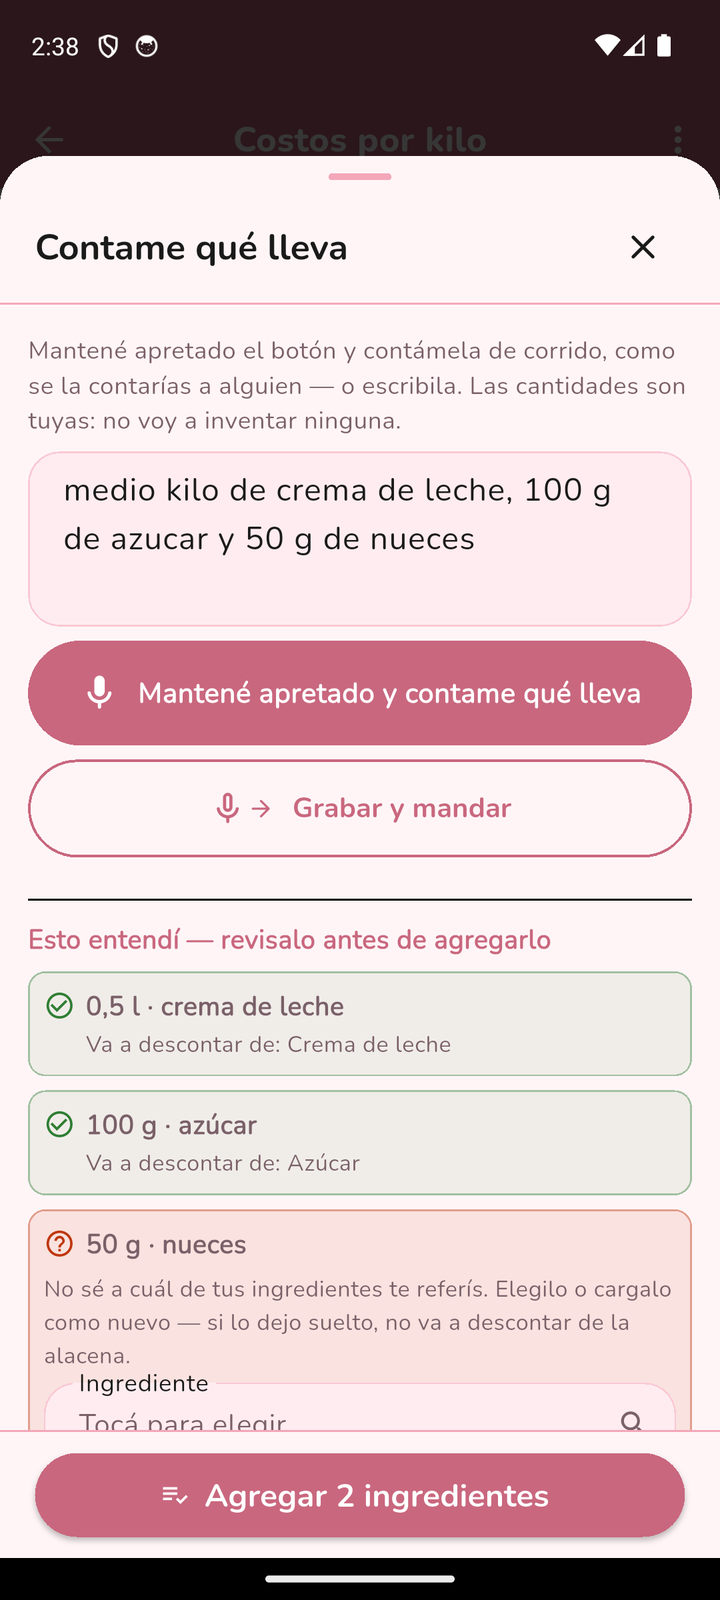 2:38
Costos por kilo
Contame qué lleva
Mantené apretado el botón y contámela de corrido, como
se la contarías a alguien — o escribila. Las cantidades son
tuyas: no voy a inventar ninguna.
medio kilo de crema de leche, 100 g
de azucar y 50 g de nueces
Mantené apretado y contame qué lleva
Grabar y mandar
Esto entendí — revisalo antes de agregarlo
0,5 l · crema de leche
Va a descontar de: Crema de leche
100 g · azúcar
Va a descontar de: Azúcar
50 g · nueces
No sé a cuál de tus ingredientes te referís. Elegilo o cargalo
como nuevo — si lo dejo suelto, no va a descontar de la
alacena.
Ingrediente
Tocá para elegir
Agregar 2 ingredientes